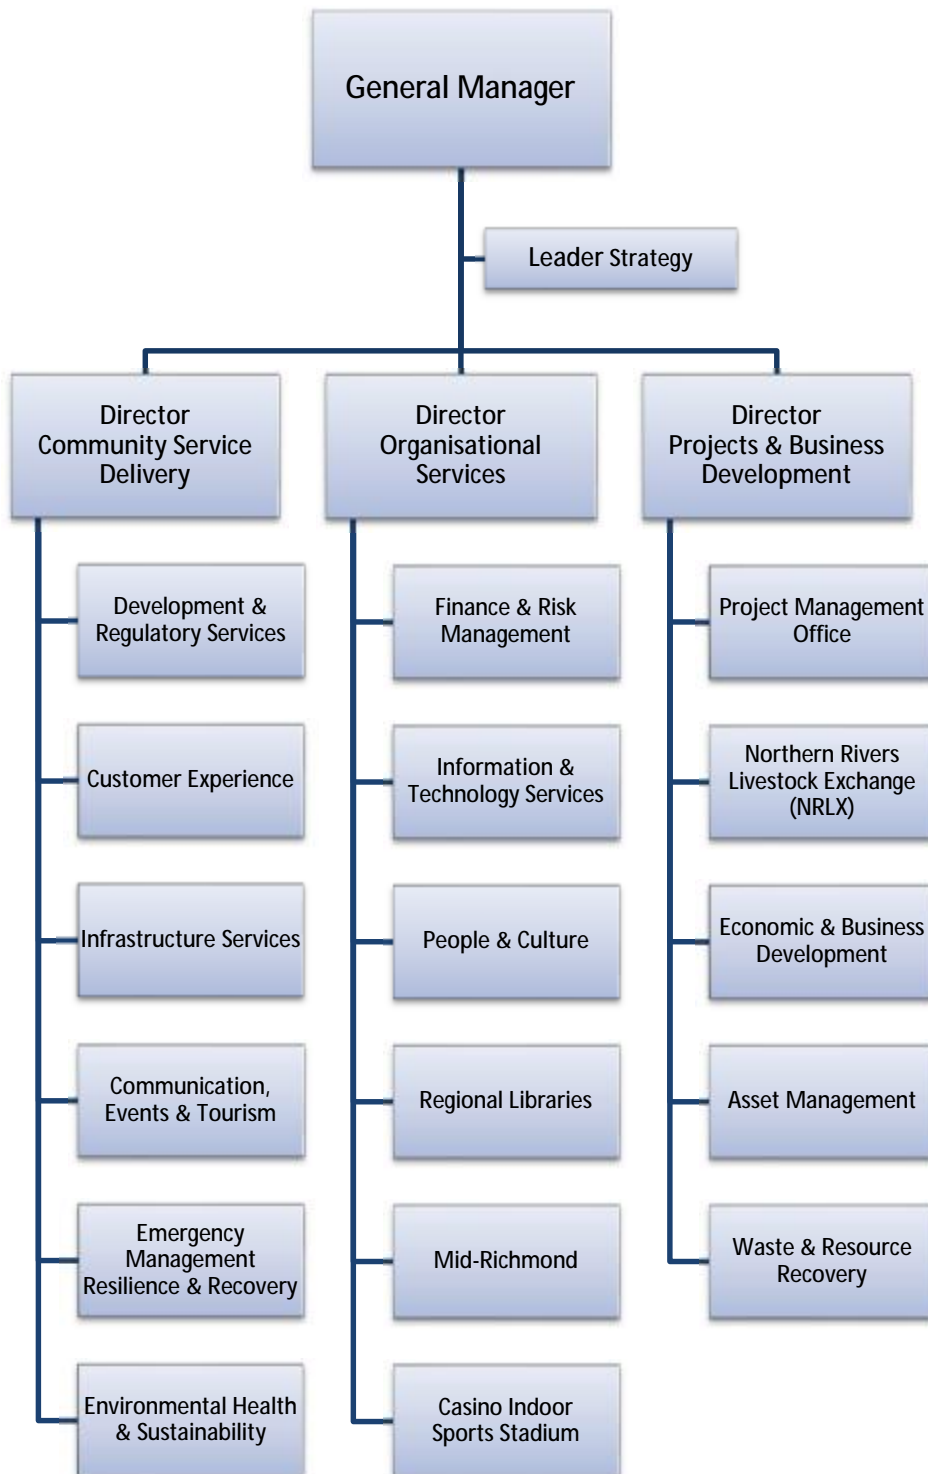 General Manager
Leader Strategy
Director
Community Service
Delivery
Development &
Regulatory Services
Customer Experience
Infrastructure Services
Communication,
Events & Tourism
Emergency
Management
Resilience & Recovery
Environmental Health
& Sustainability
Director
Organisational
Services
Finance & Risk
Management
Information &
Technology Services
People & Culture
Regional Libraries
Mid-Richmond
Casino Indoor
Sports Stadium
Director
Projects & Business
Development
Project Management
Office
Northern Rivers
Livestock Exchange
(NRLX)
Economic & Business
Development
Asset Management
Waste & Resource
Recovery